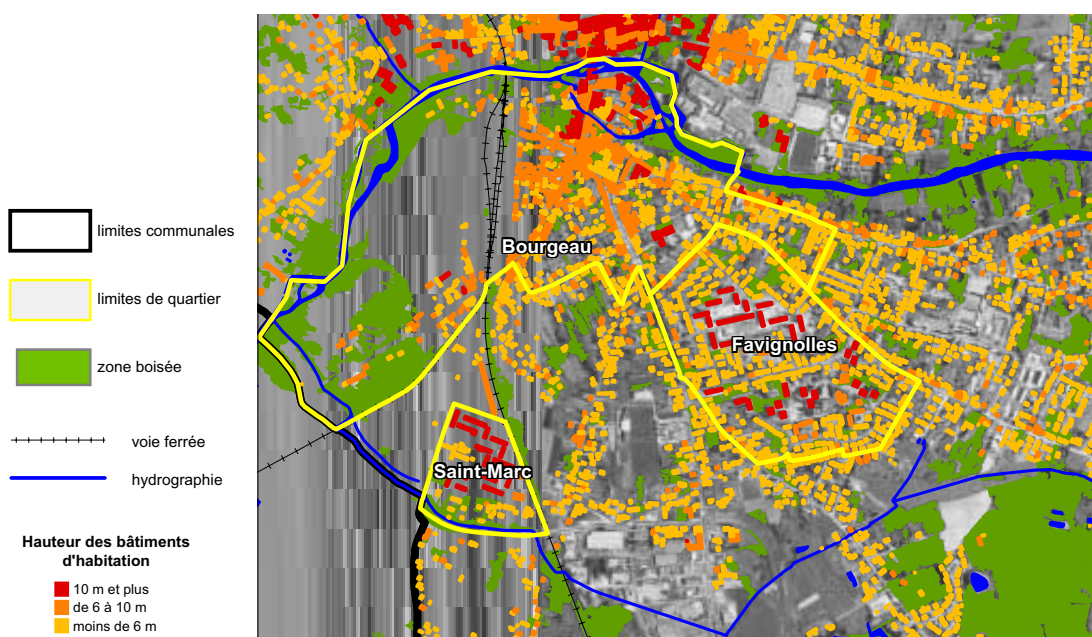 limites communales
limites de quartier
zone boisée
voie ferrée
hydrographie
Hauteur des bâtiments
d'habitation
10 m et plus
de 6 à 10 m
moins de 6 m
Bourgeau
Favignolles
Saint-Marc